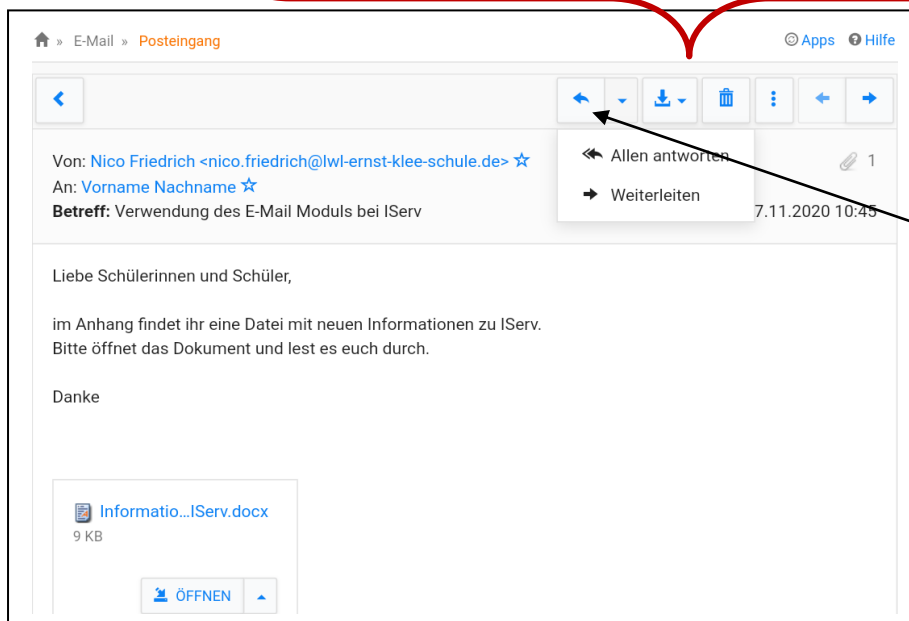 » E-Mail » Posteingang
Apps Hilfe
Allen antworten
Weiterleiten
Von: Nico Friedrich <nico.friedrich@lwl-ernst-klee-schule.de>
1
An: Vorname Nachname
Betreff: Verwendung des E-Mail Moduls bei IServ
7.11.2020 10:45
Liebe Schülerinnen und Schüler,
im Anhang findet ihr eine Datei mit neuen Informationen zu IServ.
Bitte öffnet das Dokument und lest es euch durch.
Danke
Informatio...IServ.docx
9 KB
ÖFFNEN